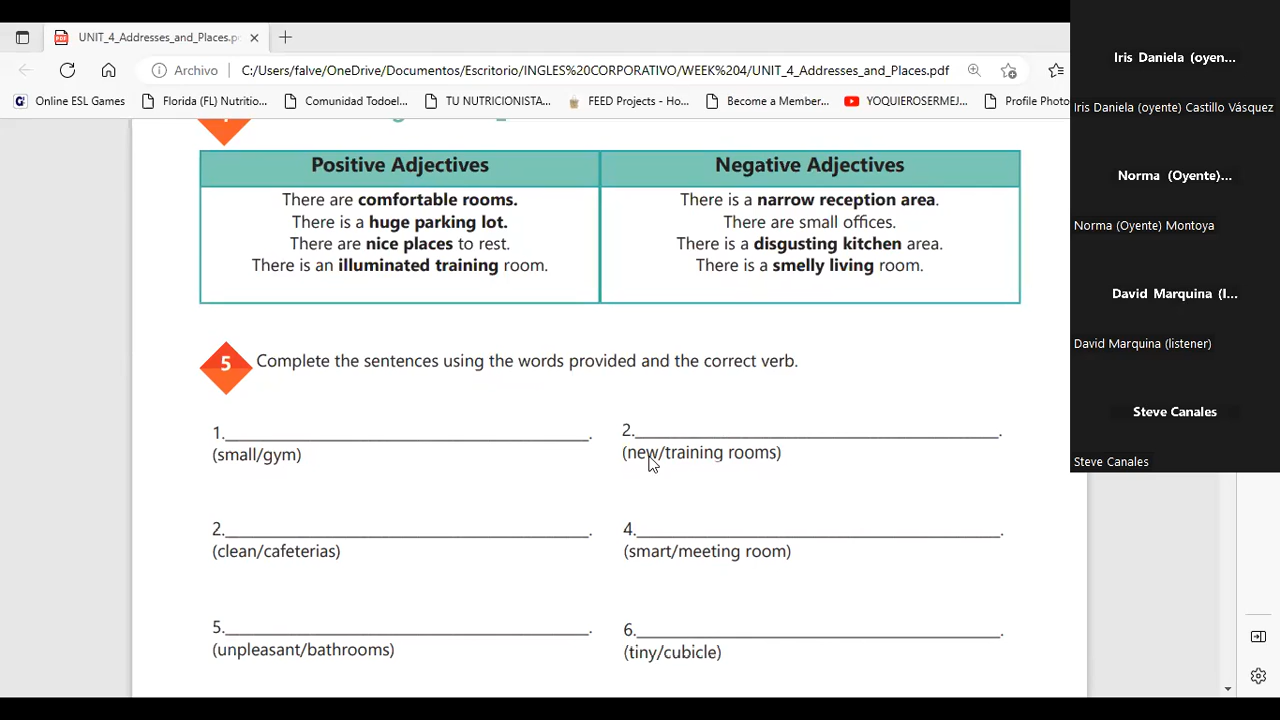 UNIT_4_Addresses_and_Places.p
Archivo
C:/Users/falve/OneDrive/Documentos/Escritorio/INGLES%20CORPORATIVO/WEEK%204/UNIT_4_Addresses_and_Places.pdf
Online ESL Games
Florida (FL) Nutritio...
Comunidad Todoel...
TU NUTRICIONISTA...
FEED Projects - Ho...
Become a Member...
YOQUIEROSERMEJ...
Profile Photo
Positive Adjectives
There are comfortable rooms.
There is a huge parking lot.
There are nice places to rest.
There is an illuminated training room.
Negative Adjectives
There is a narrow reception area.
There are small offices.
There is a disgusting kitchen area.
There is a smelly living room.
5 Complete the sentences using the words provided and the correct verb.
1.________________________________________.
(small/gym)
2.________________________________________.
(new/training rooms)
2.________________________________________.
(clean/cafeterias)
4.________________________________________.
(smart/meeting room)
5.________________________________________.
(unpleasant/bathrooms)
6.________________________________________.
(tiny/cubicle)
Iris Daniela (oyen...
Iris Daniela (oyente) Castillo Vásquez
Norma (Oyente)...
Norma (Oyente) Montoya
David Marquina (l...
David Marquina (listener)
Steve Canales
Steve Canales